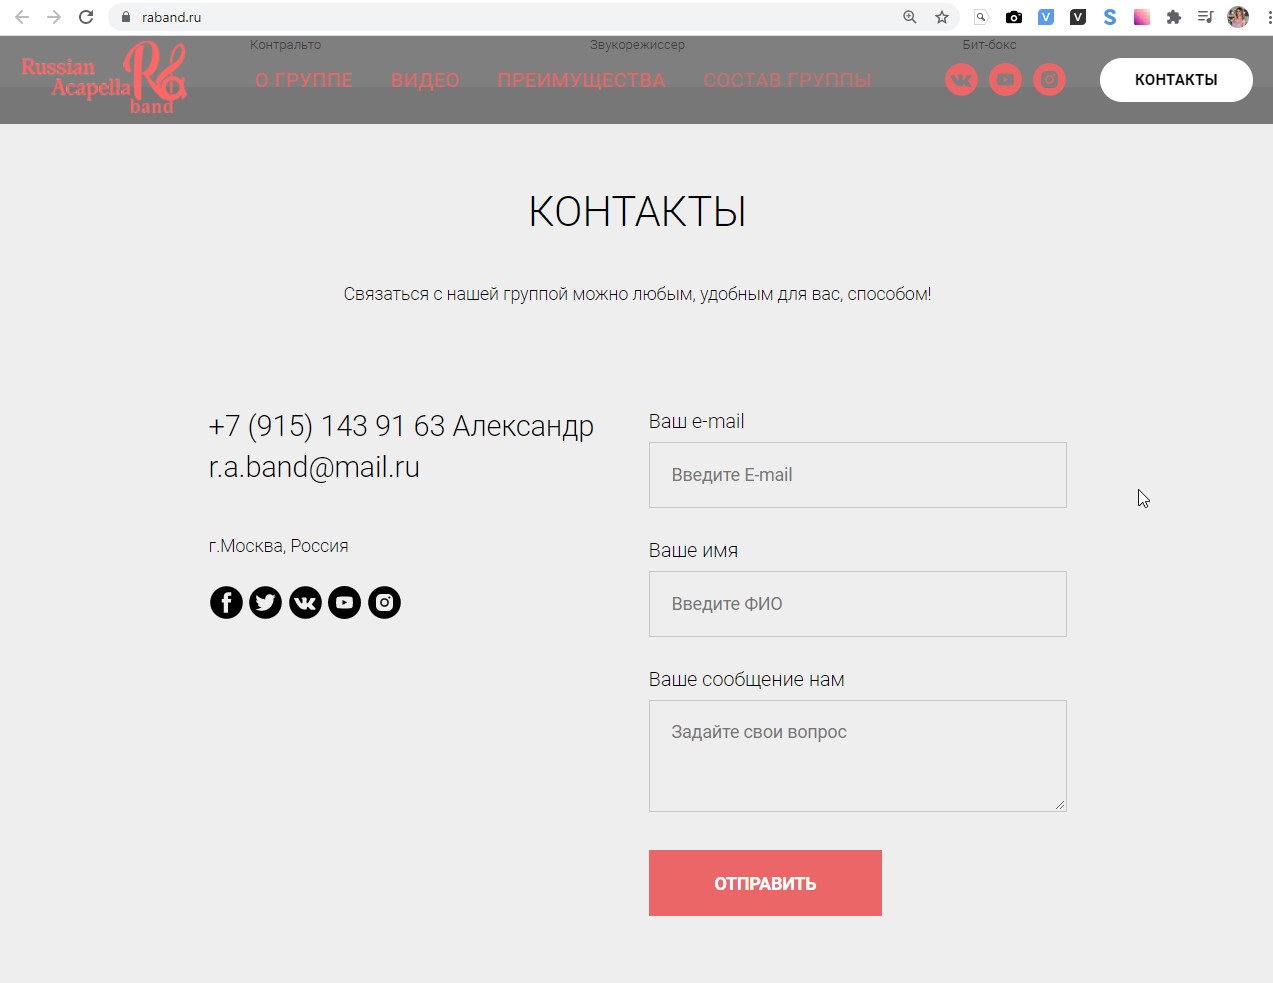 raband.ru
Контральто Звукорежиссер Бит-бокс
Russian
Acapella Ra
band
О ГРУППЕ ВИДЕО ПРЕИМУЩЕСТВА СОСТАВ ГРУППЫ КОНТАКТЫ
КОНТАКТЫ
Связаться с нашей группой можно любым, удобным для вас, способом!
+7 (915) 143 91 63 Александр
r.a.band@mail.ru
г.Москва, Россия
Ваш e-mail
Введите E-mail
Ваше имя
Введите ФИО
Ваше сообщение нам
Задайте свои вопрос
ОТПРАВИТЬ